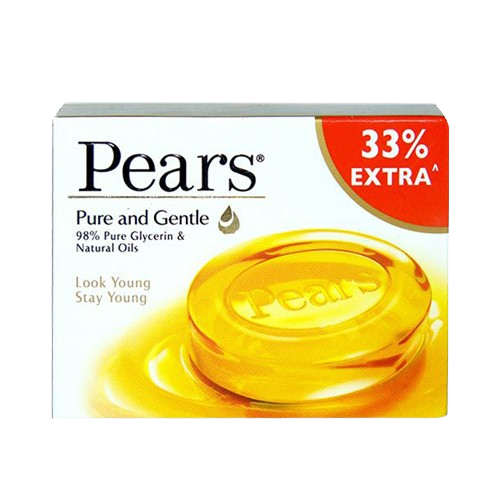 Pears®
Pure and Gentle
98% Pure Glycerin &
Natural Oils
Look Young
Stay Young
33%
EXTRA^
Pears